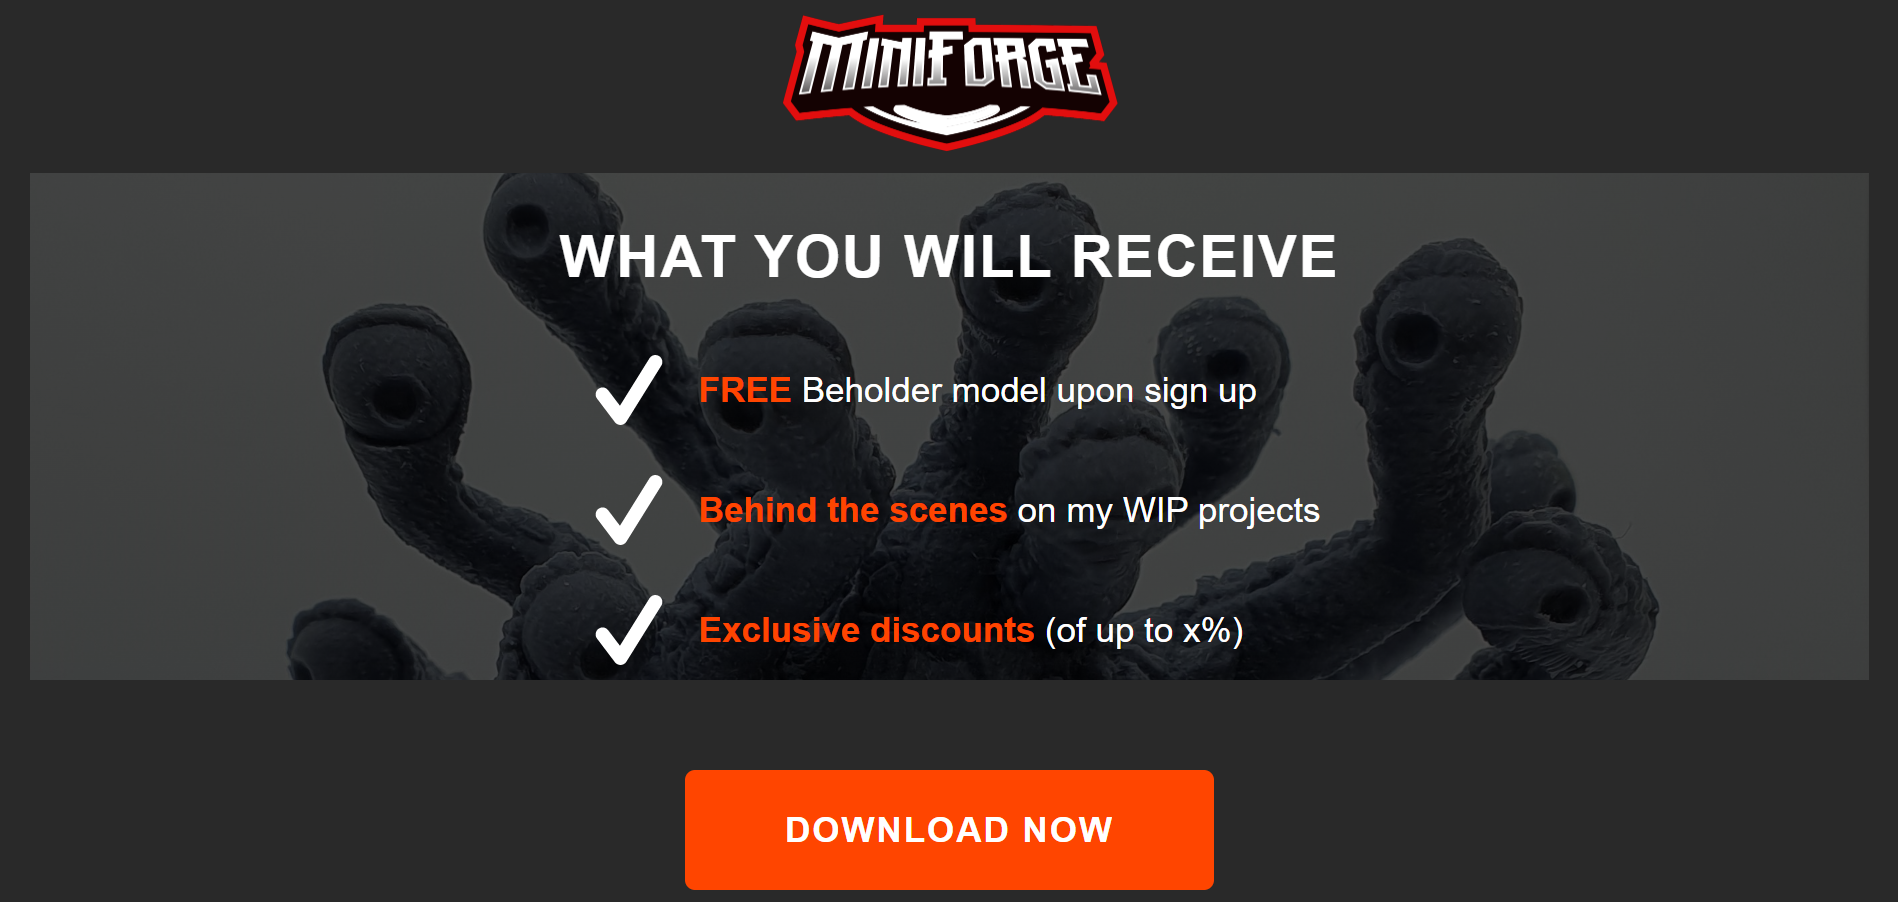 MINIFORGE
WHAT YOU WILL RECEIVE
FREE Beholder model upon sign up
Behind the scenes on my WIP projects
Exclusive discounts (of up to x%)
DOWNLOAD NOW